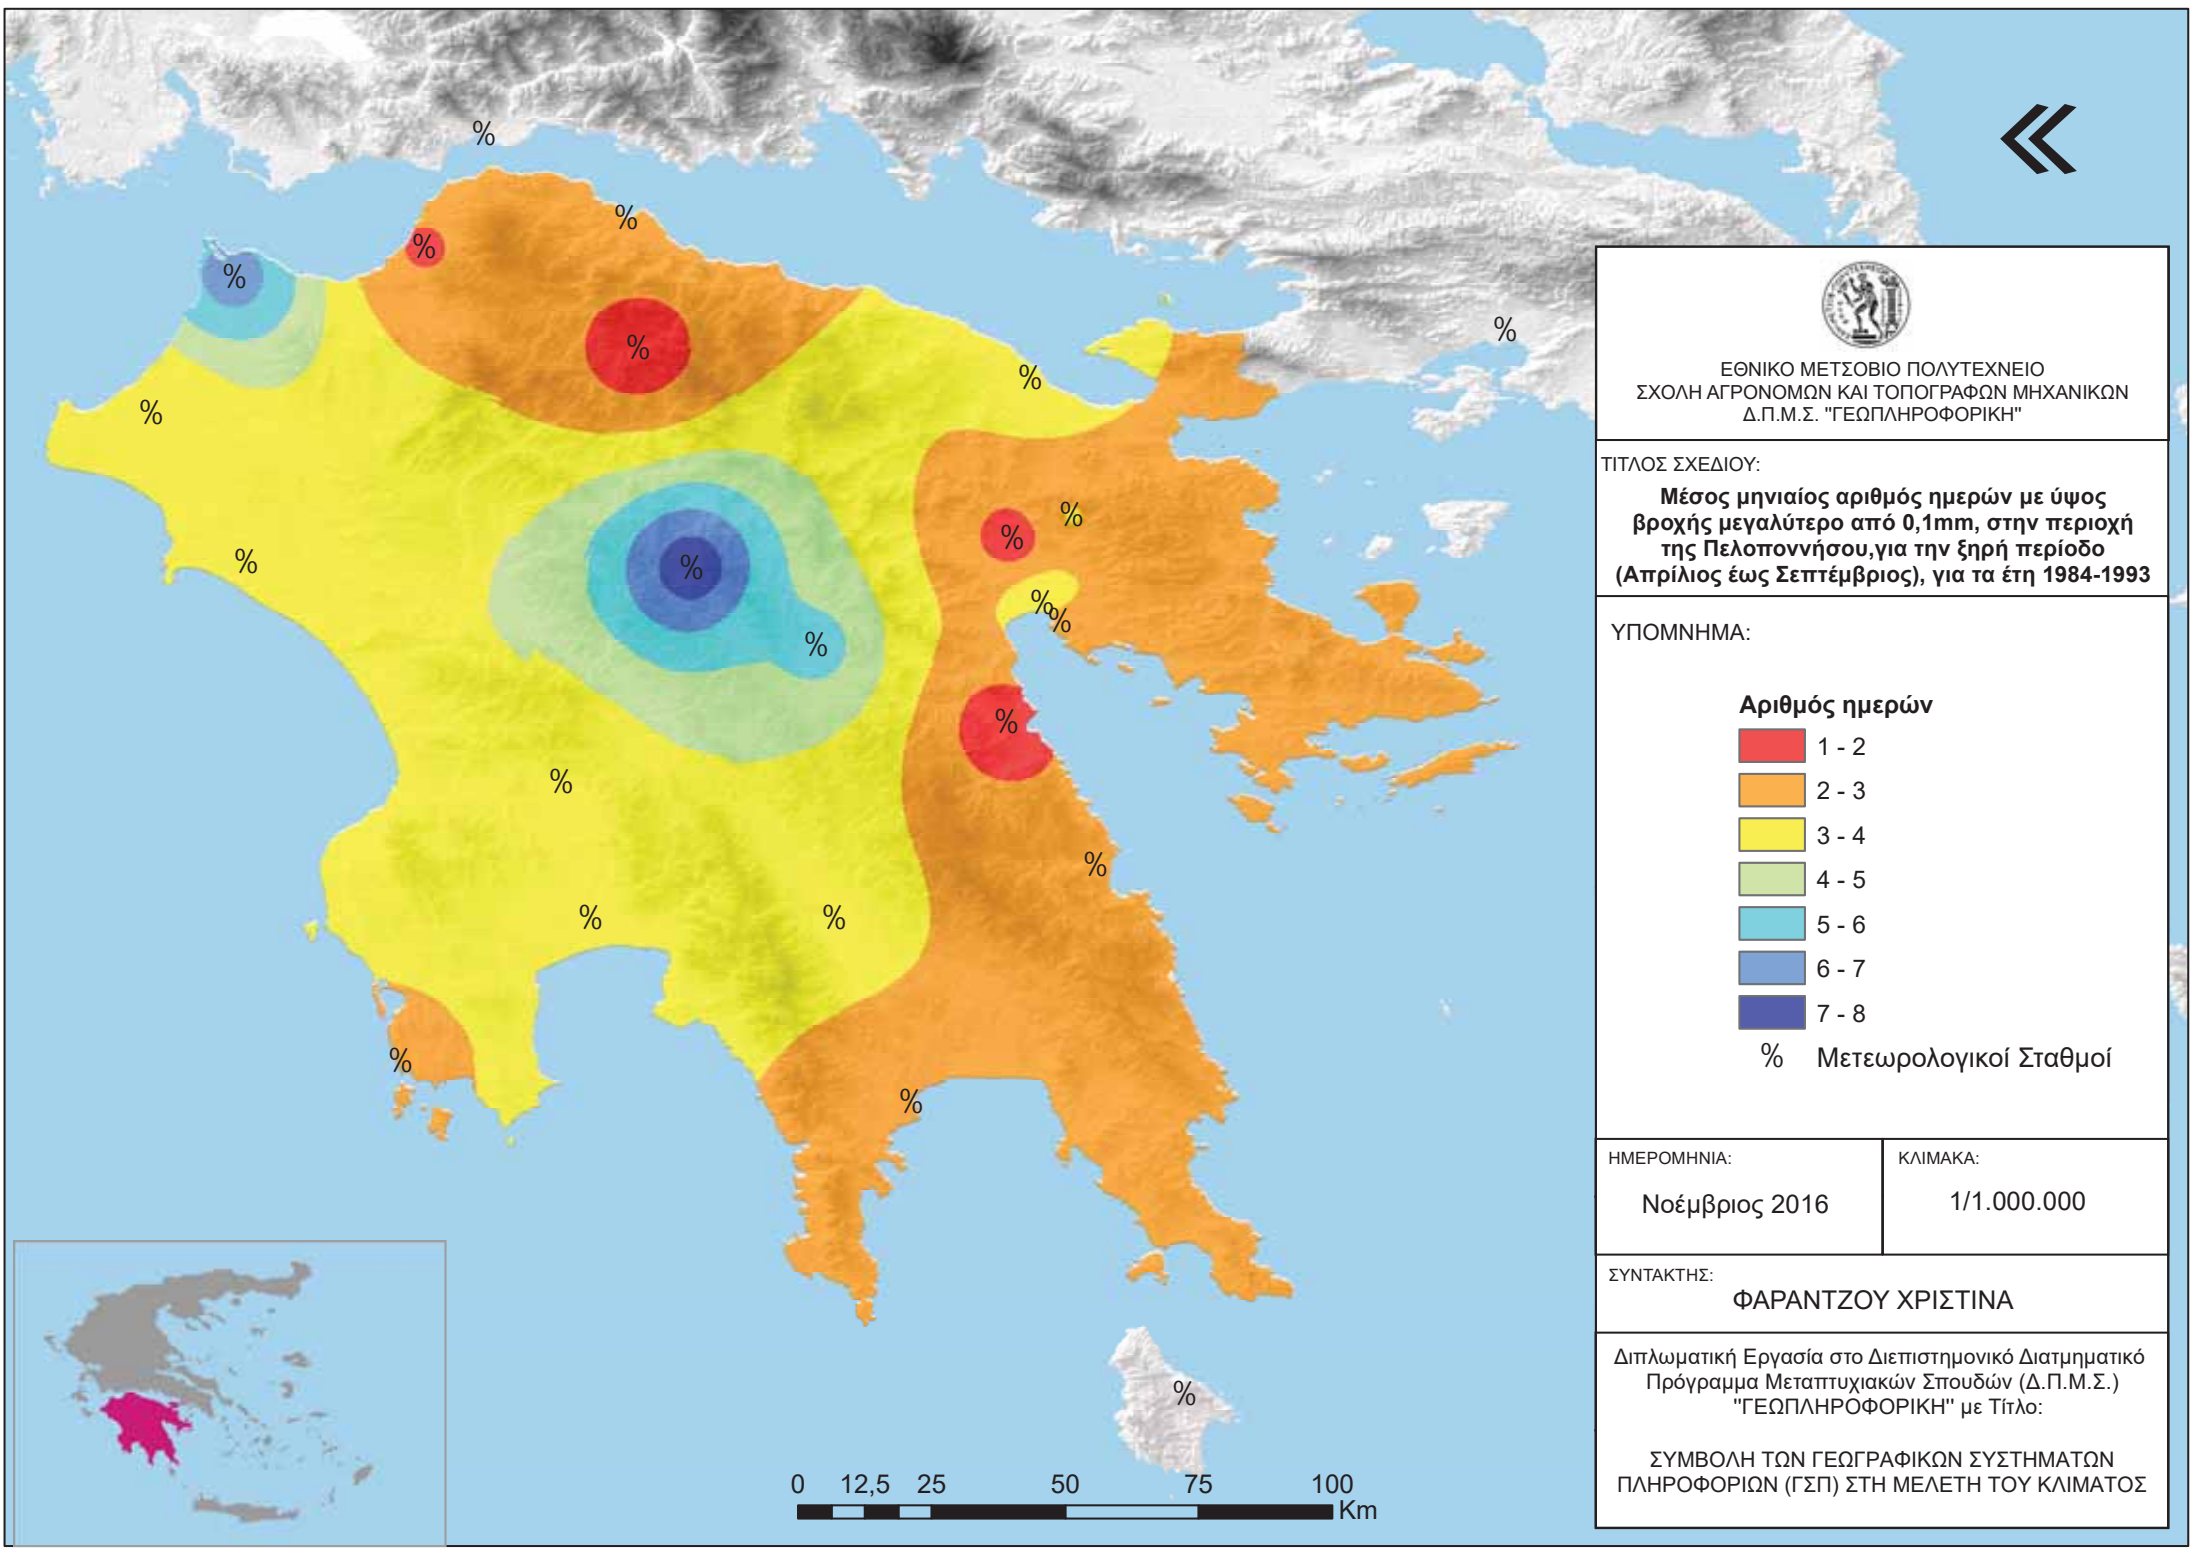 ΕΘΝΙΚΟ ΜΕΤΣΟΒΙΟ ΠΟΛΥΤΕΧΝΕΙΟ
ΣΧΟΛΗ ΑΓΡΟΝΟΜΩΝ ΚΑΙ ΤΟΠΟΓΡΑΦΩΝ ΜΗΧΑΝΙΚΩΝ
Δ.Π.Μ.Σ. "ΓΕΩΠΛΗΡΟΦΟΡΙΚΗ"
ΤΙΤΛΟΣ ΣΧΕΔΙΟΥ:
Μέσος μηνιαίος αριθμός ημερών με ύψος
βροχής μεγαλύτερο από 0,1mm, στην περιοχή
της Πελοποννήσου,για την ξηρή περίοδο
(Απρίλιος έως Σεπτέμβριος), για τα έτη 1984-1993
ΥΠΟΜΝΗΜΑ:
Αριθμός ημερών
1 - 2
2 - 3
3 - 4
4 - 5
5 - 6
6 - 7
7 - 8
% Μετεωρολογικοί Σταθμοί
ΗΜΕΡΟΜΗΝΙΑ:
Νοέμβριος 2016
ΚΛΙΜΑΚΑ:
1/1.000.000
ΣΥΝΤΑΚΤΗΣ:
ΦΑΡΑΝΤΖΟΥ ΧΡΙΣΤΙΝΑ
Διπλωματική Εργασία στο Διεπιστημονικό Διατμηματικό
Πρόγραμμα Μεταπτυχιακών Σπουδών (Δ.Π.Μ.Σ.)
"ΓΕΩΠΛΗΡΟΦΟΡΙΚΗ" με Τίτλο:
ΣΥΜΒΟΛΗ ΤΩΝ ΓΕΩΓΡΑΦΙΚΩΝ ΣΥΣΤΗΜΑΤΩΝ
ΠΛΗΡΟΦΟΡΙΩΝ (ΓΣΠ) ΣΤΗ ΜΕΛΕΤΗ ΤΟΥ ΚΛΙΜΑΤΟΣ
0 12,5 25 50 75 100
Km